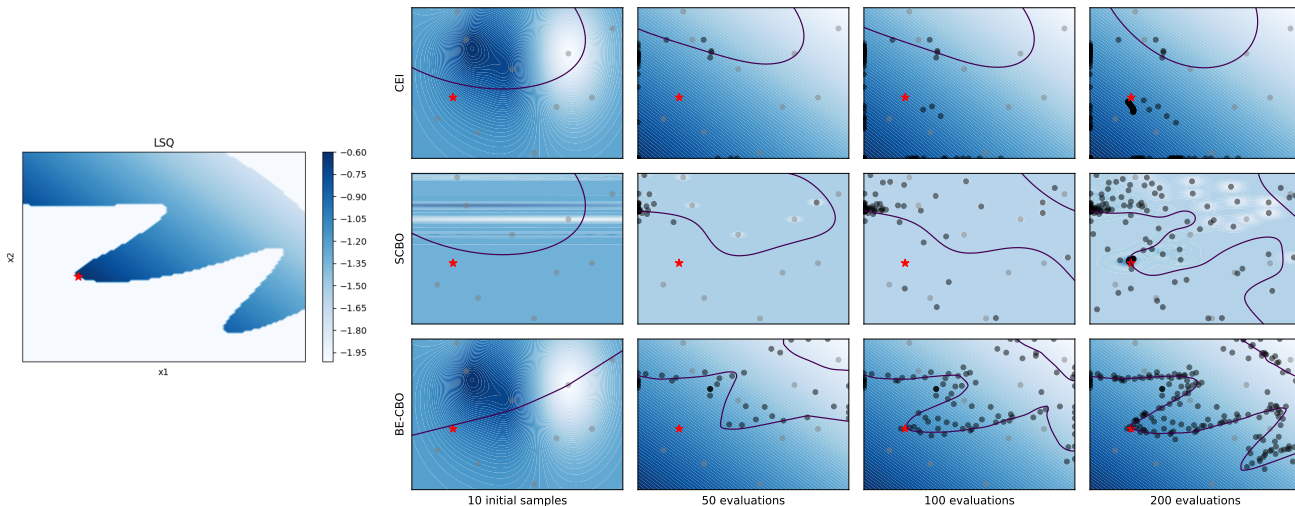 LSQ
x2
x1
−0.60
−0.75
−0.90
−1.05
−1.20
−1.35
−1.50
−1.65
−1.80
−1.95
CEI
SCBO
BE-CBO
10 initial samples
50 evaluations
100 evaluations
200 evaluations